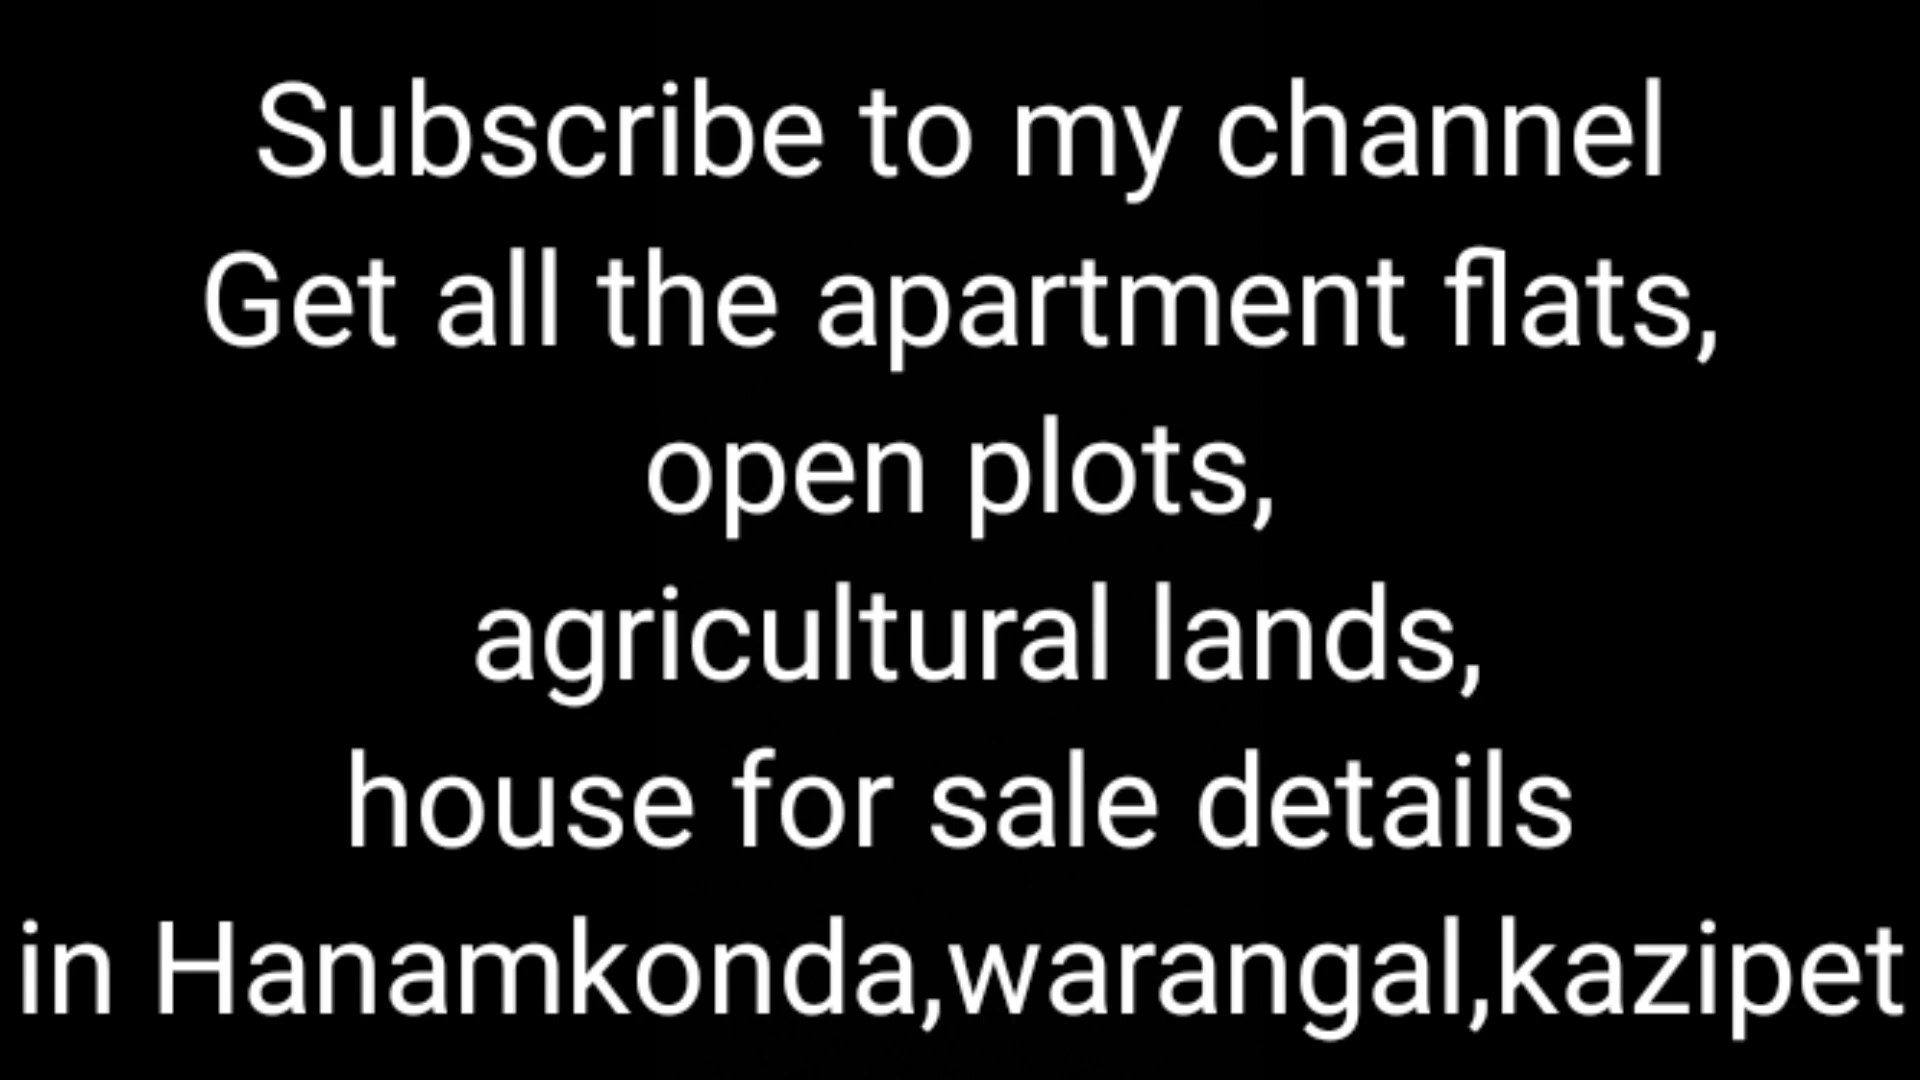 Subscribe to my channel
Get all the apartment flats,
open plots,
agricultural lands,
house for sale details
in Hanamkonda,warangal,kazipet